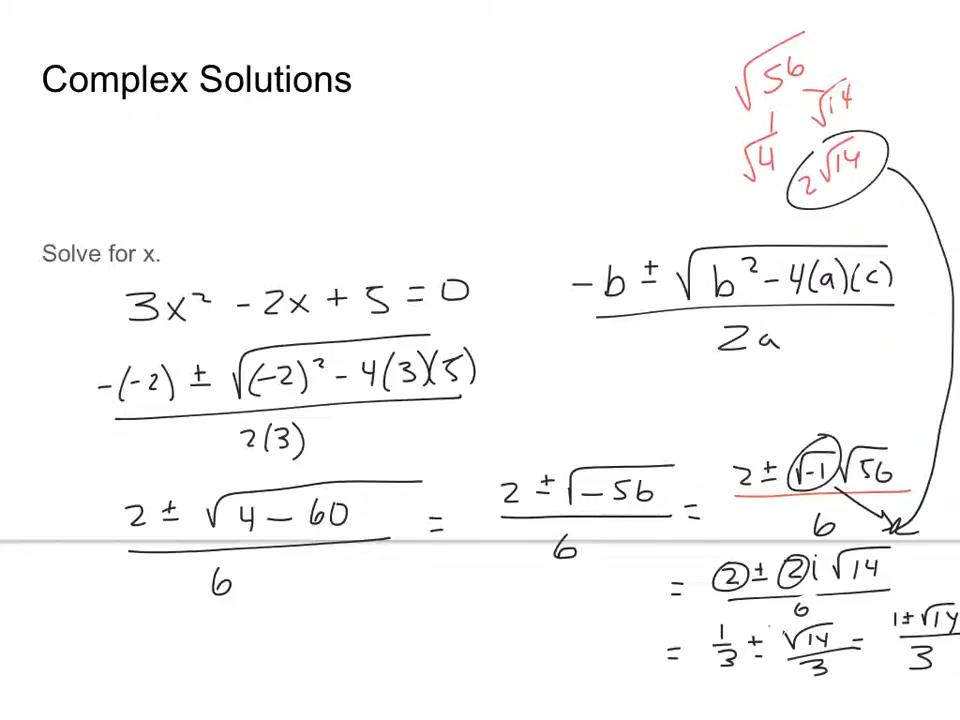 Complex Solutions
√56
√4 √14
2√14
Solve for x.
3x² - 2x + 5 = 0
-b ± √(b² - 4(a)(c)) / 2a
-(-2) ± √((-2)² - 4(3)(5)) / 2(3)
2 ± √(4 - 60) / 6 = 2 ± √(-56) / 6 = 2 ± √-1 √56 / 6
= 2 ± 2i√14 / 6
= 1/3 ± √14/3 = 1 ± √14 / 3